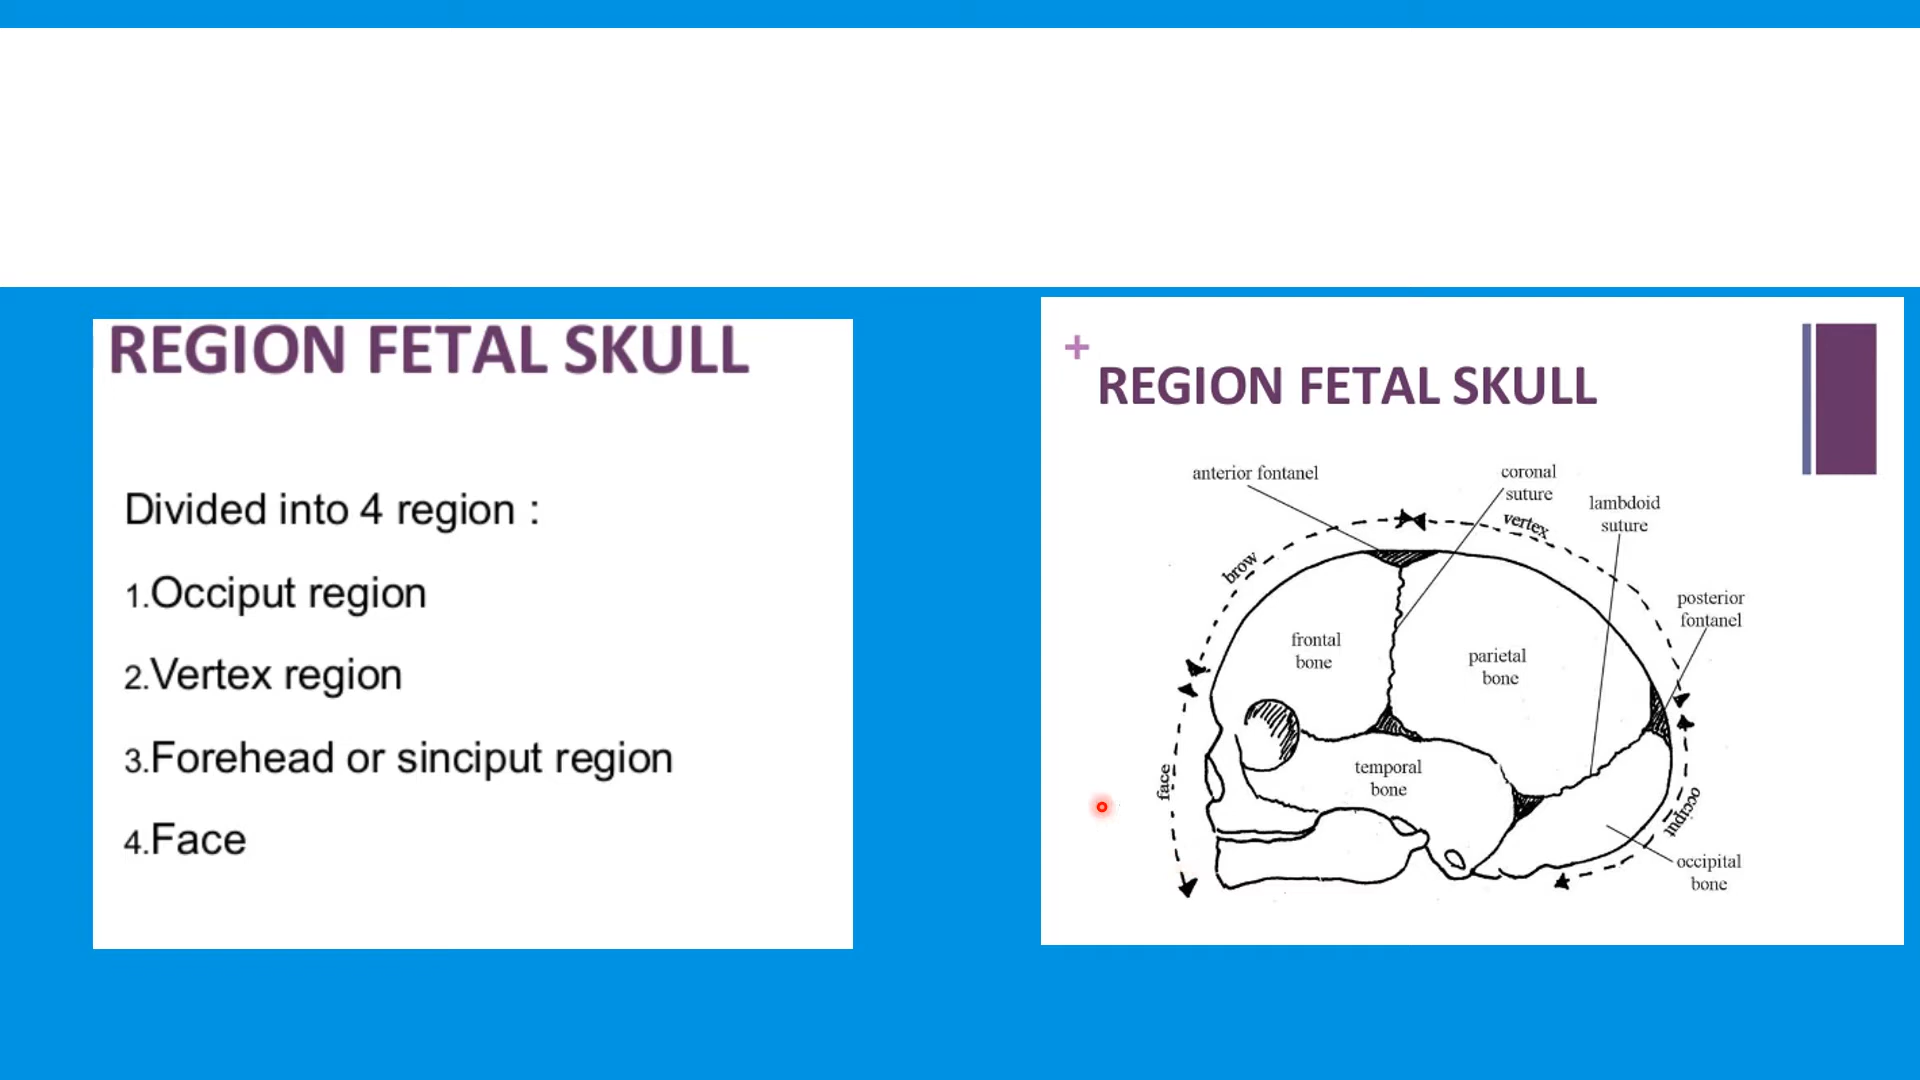 REGION FETAL SKULL
Divided into 4 region :
1.Occiput region
2.Vertex region
3.Forehead or sinciput region
4.Face
+
REGION FETAL SKULL
anterior fontanel
coronal
suture
lambdoid
suture
vertex
brow
posterior
fontanel
frontal
bone
parietal
bone
temporal
bone
face
occiput
occipital
bone